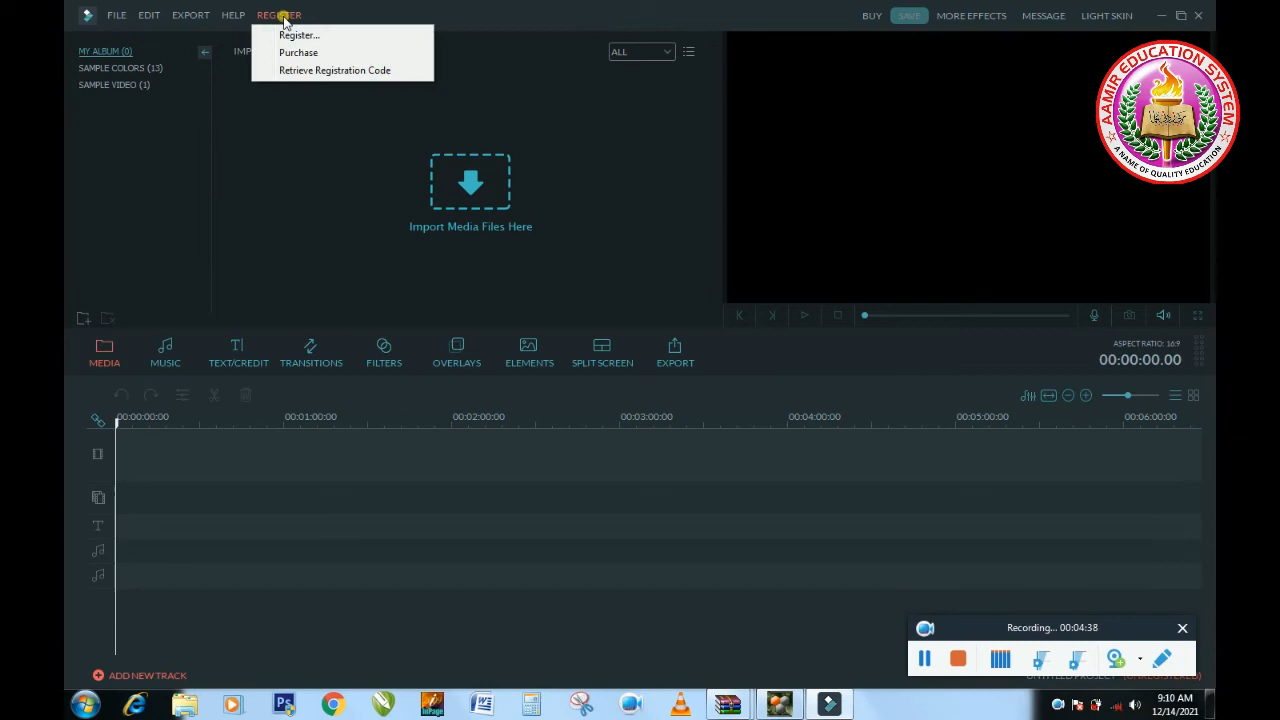 FILE EDIT EXPORT HELP REGISTER BUY SAVE MORE EFFECTS MESSAGE LIGHT SKIN
Register...
Purchase
Retrieve Registration Code
MY ALBUM (0)
SAMPLE COLORS (13)
SAMPLE VIDEO (1)
IMP
ALL
Import Media Files Here
AAMIR EDUCATION SYSTEM
A NAME OF QUALITY EDUCATION
MEDIA MUSIC TEXT/CREDIT TRANSITIONS FILTERS OVERLAYS ELEMENTS SPLIT SCREEN EXPORT
ASPECT RATIO: 16:9
00:00:00.00
00:00:00:00 00:01:00:00 00:02:00:00 00:03:00:00 00:04:00:00 00:05:00:00 00:06:00:00
Recording... 00:04:38
ADD NEW TRACK
UNTITLED PROJECT (UNREGISTERED)
InPage
9:10 AM
12/14/2021